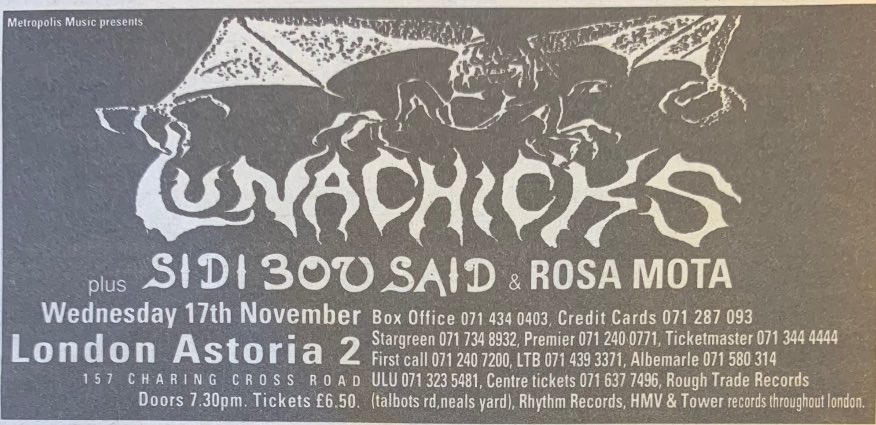 Metropolis Music presents
LUNACHICKS
plus SIDI BOU SAID & ROSA MOTA
Wednesday 17th November
London Astoria 2
157 CHARING CROSS ROAD
Doors 7.30pm. Tickets £6.50.
Box Office 071 434 0403, Credit Cards 071 287 093
Stargreen 071 734 8932, Premier 071 240 0771, Ticketmaster 071 344 4444
First call 071 240 7200, LTB 071 439 3371, Albemarle 071 580 314
ULU 071 323 5481, Centre tickets 071 637 7496, Rough Trade Records
(talbots rd,neals yard), Rhythm Records, HMV & Tower records throughout london.